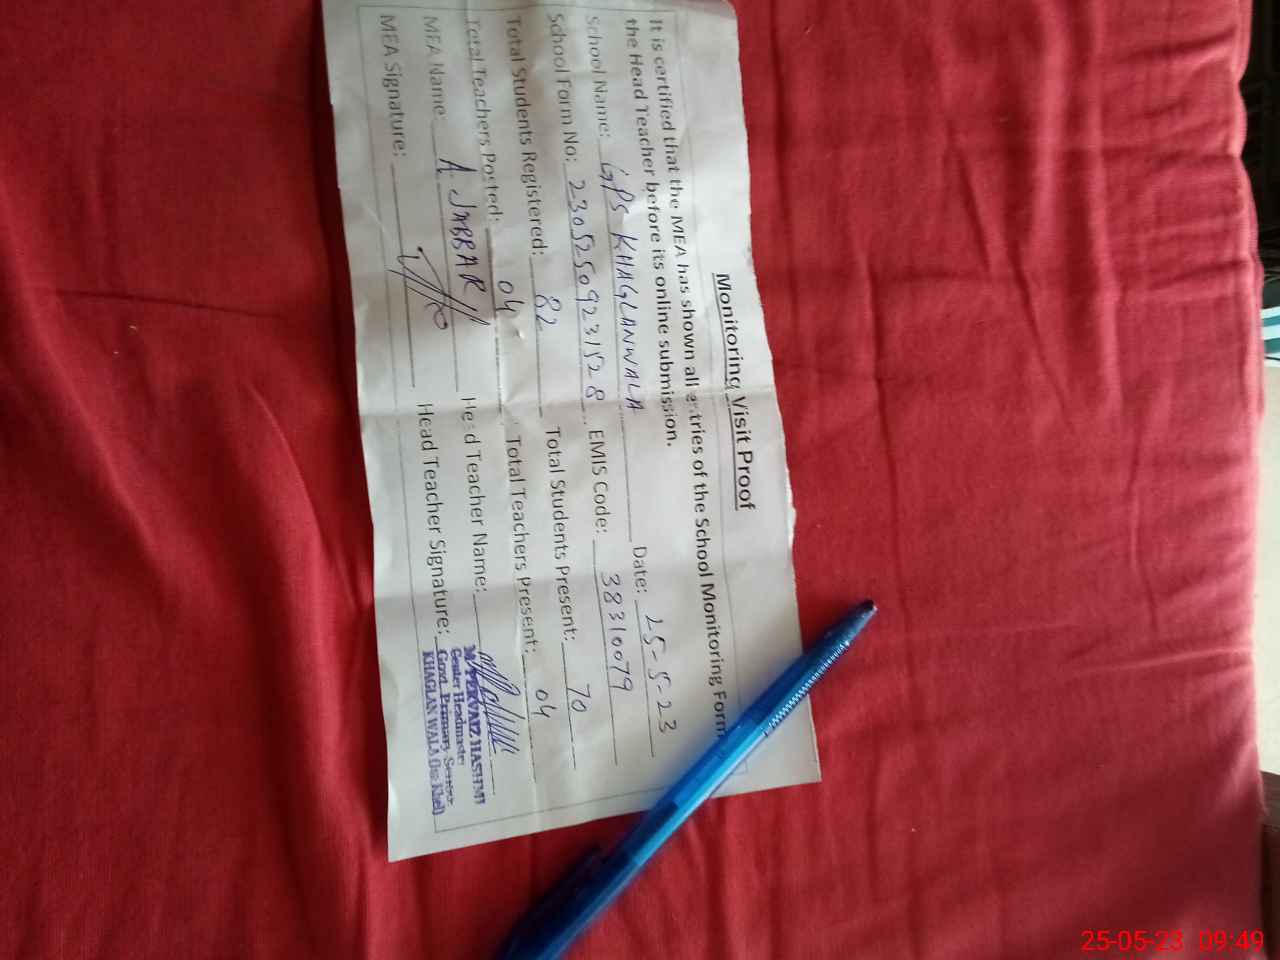 Monitoring Visit Proof
It is certified that the MEA has shown all entries of the School Monitoring Form
the Head Teacher before its online submission.
School Name: GPS KHAGLANWALA Date: 25-5-23
School Form No: 23052509231528 EMIS Code: 38310079
Total Students Registered: 82 Total Students Present: 70
Total Teachers Posted: 04 Total Teachers Present: 04
MEA Name A JABBAR Head Teacher Name:
MEA Signature: Head Teacher Signature:
M. PERVAIZ HASHMI
Center Headmaster
Govt. Primary School
KHAGLAN WALA
25-05-23 09:49